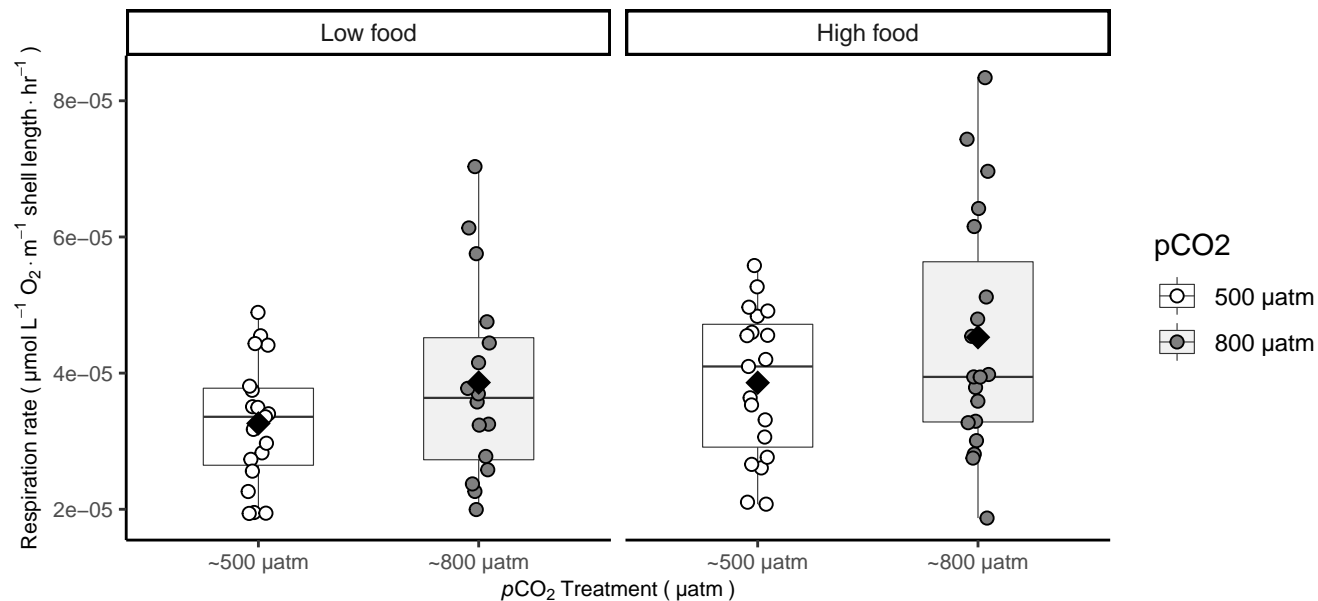 Low food
High food
Respiration rate ( µmol L⁻¹ O₂ · m⁻¹ shell length · hr⁻¹ )
8e−05
6e−05
4e−05
2e−05
~500 µatm
~800 µatm
~500 µatm
~800 µatm
pCO₂ Treatment ( µatm )
pCO2
500 µatm
800 µatm